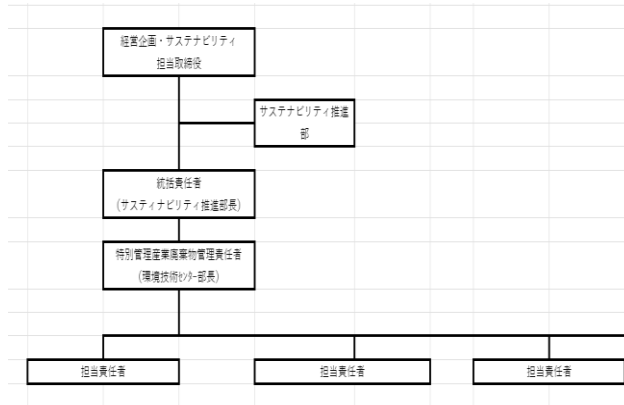 経営企画・サステナビリティ
担当取締役
サステナビリティ推進
部
統括責任者
(サスティナビリティ推進部長)
特別管理産業廃棄物管理責任者
(環境技術ｾﾝﾀｰ部長)
担当責任者
担当責任者
担当責任者